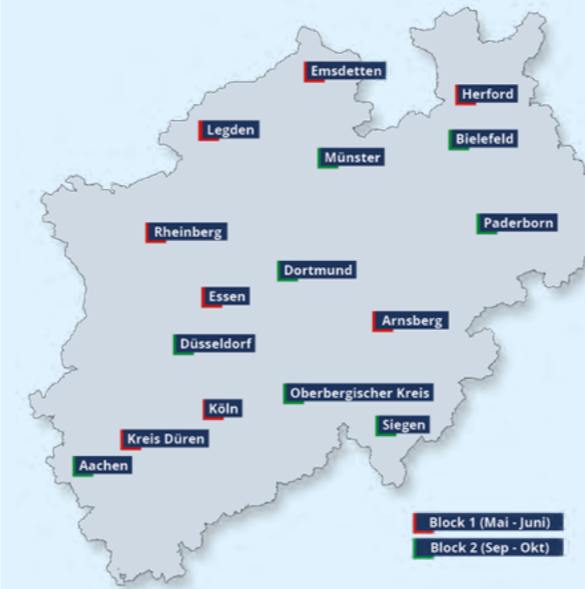 Emsdetten
Herford
Legden
Bielefeld
Münster
Paderborn
Rheinberg
Dortmund
Essen
Arnsberg
Düsseldorf
Oberbergischer Kreis
Köln
Siegen
Kreis Düren
Aachen
Block 1 (Mai - Juni)
Block 2 (Sep - Okt)